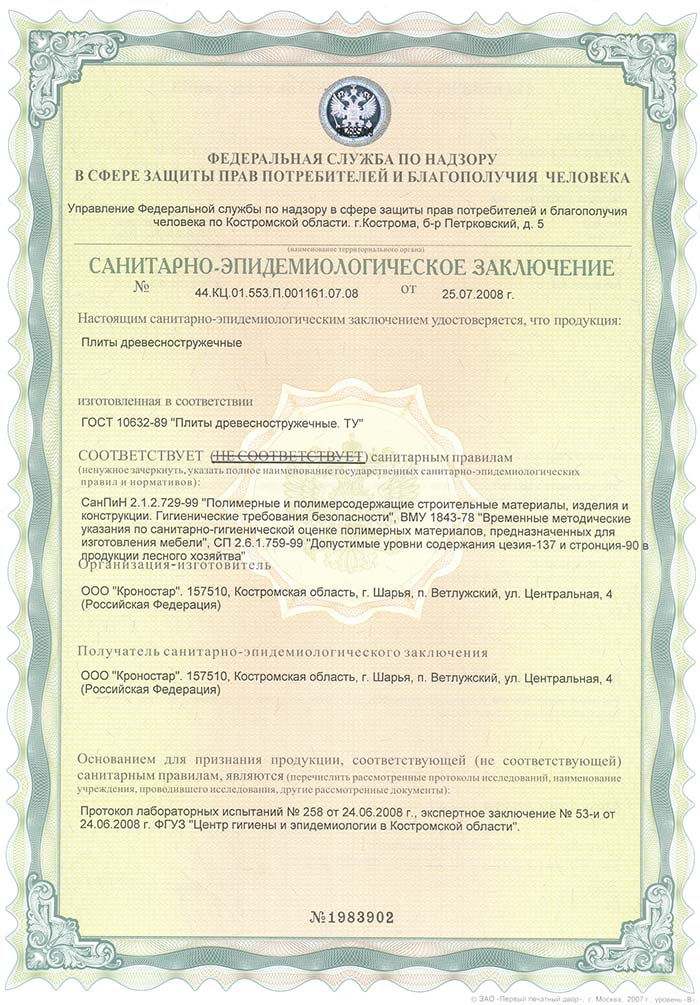 ФЕДЕРАЛЬНАЯ СЛУЖБА ПО НАДЗОРУ
В СФЕРЕ ЗАЩИТЫ ПРАВ ПОТРЕБИТЕЛЕЙ И БЛАГОПОЛУЧИЯ ЧЕЛОВЕКА
Управление Федеральной службы по надзору в сфере защиты прав потребителей и благополучия
человека по Костромской области. г.Кострома, б-р Петрковский, д. 5
(наименование территориального органа)
САНИТАРНО-ЭПИДЕМИОЛОГИЧЕСКОЕ ЗАКЛЮЧЕНИЕ
№ 44.КЦ.01.553.П.001161.07.08 от 25.07.2008 г.
Настоящим санитарно-эпидемиологическим заключением удостоверяется, что продукция:
Плиты древесностружечные
изготовленная в соответствии
ГОСТ 10632-89 "Плиты древесностружечные. ТУ"
СООТВЕТСТВУЕТ (НЕ СООТВЕТСТВУЕТ) санитарным правилам
(ненужное зачеркнуть, указать полное наименование государственных санитарно-эпидемиологических
правил и нормативов):
СанПиН 2.1.2.729-99 "Полимерные и полимерсодержащие строительные материалы, изделия и
конструкции. Гигиенические требования безопасности", ВМУ 1843-78 "Временные методические
указания по санитарно-гигиенической оценке полимерных материалов, предназначенных для
изготовления мебели", СП 2.6.1.759-99 "Допустимые уровни содержания цезия-137 и стронция-90 в
продукции лесного хозяйтва"
Организация-изготовитель
ООО "Кроностар". 157510, Костромская область, г. Шарья, п. Ветлужский, ул. Центральная, 4
(Российская Федерация)
Получатель санитарно-эпидемиологического заключения
ООО "Кроностар". 157510, Костромская область, г. Шарья, п. Ветлужский, ул. Центральная, 4
(Российская Федерация)
Основанием для признания продукции, соответствующей (не соответствующей)
санитарным правилам, являются (перечислить рассмотренные протоколы исследований, наименование
учреждения, проводившего исследования, другие рассмотренные документы):
Протокол лабораторных испытаний № 258 от 24.06.2008 г., экспертное заключение № 53-и от
24.06.2008 г. ФГУЗ "Центр гигиены и эпидемиологии в Костромской области".
№1983902
© ЗАО «Первый печатный двор», г. Москва, 2007 г., уровень «В»